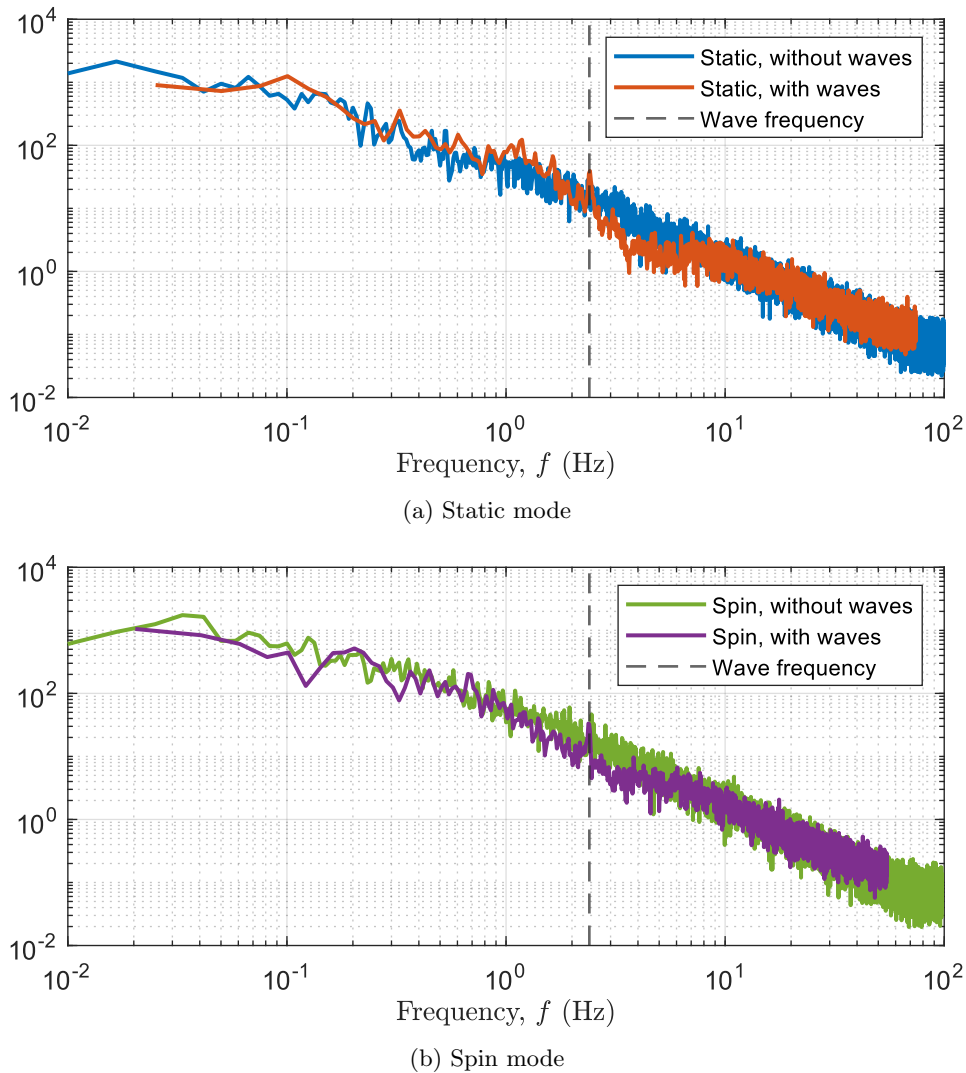 10^4
10^2
10^0
10^-2
Static, without waves
Static, with waves
Wave frequency
10^-2 10^-1 10^0 10^1 10^2
Frequency, f (Hz)
(a) Static mode
10^4
10^2
10^0
10^-2
Spin, without waves
Spin, with waves
Wave frequency
10^-2 10^-1 10^0 10^1 10^2
Frequency, f (Hz)
(b) Spin mode